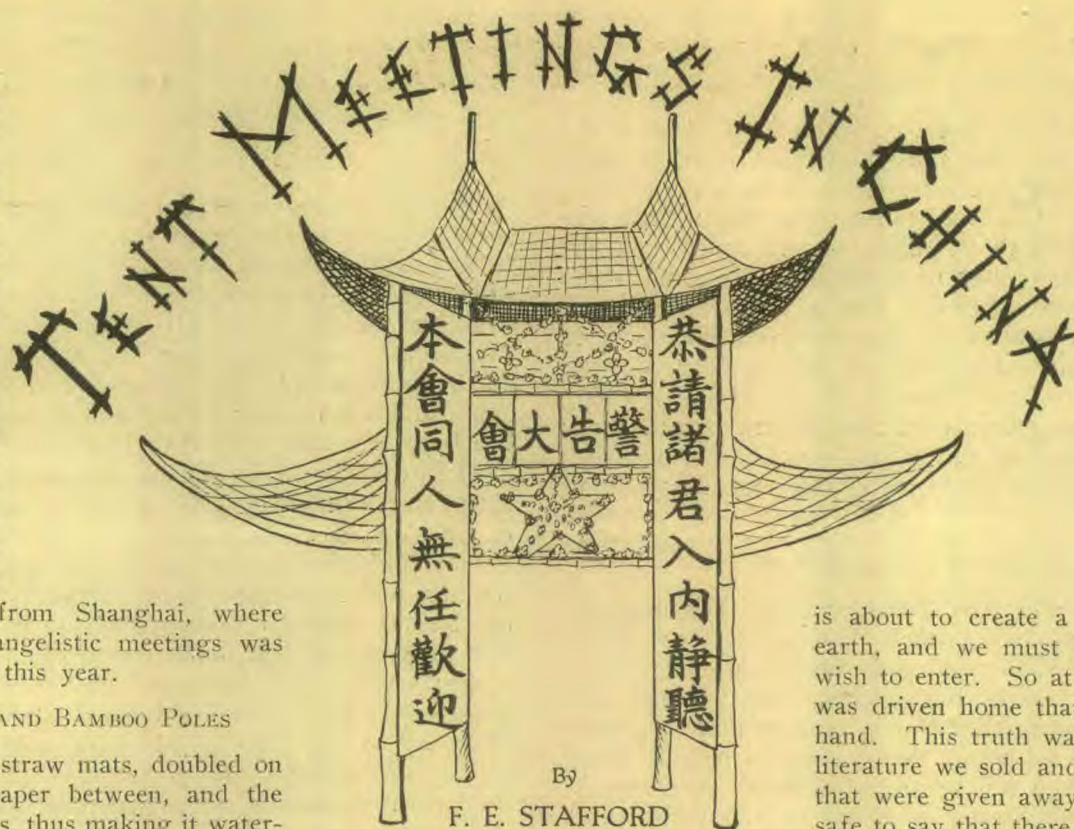 TENT MEETINGS IN CHINA
恭請諸君入內靜聽
警告大會
本會同人無任歡迎
By
F. E. STAFFORD
from Shanghai, where
angelistic meetings was
this year.
AND BAMBOO POLES
straw mats, doubled on
aper between, and the
s, thus making it water-
is about to create a
earth, and we must
wish to enter. So at
was driven home that
hand. This truth wa
literature we sold and
that were given away
safe to say that there